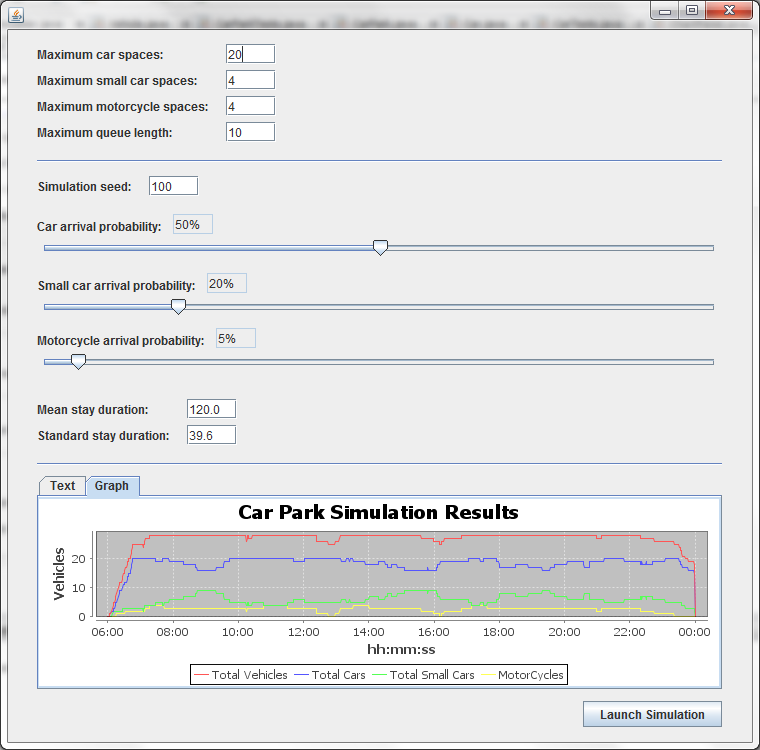 Maximum car spaces: 20
Maximum small car spaces: 4
Maximum motorcycle spaces: 4
Maximum queue length: 10
Simulation seed: 100
Car arrival probability: 50%
Small car arrival probability: 20%
Motorcycle arrival probability: 5%
Mean stay duration: 120.0
Standard stay duration: 39.6
Text Graph
Car Park Simulation Results
Vehicles
20
10
0
06:00 08:00 10:00 12:00 14:00 16:00 18:00 20:00 22:00 00:00
hh:mm:ss
Total Vehicles Total Cars Total Small Cars MotorCycles
Launch Simulation